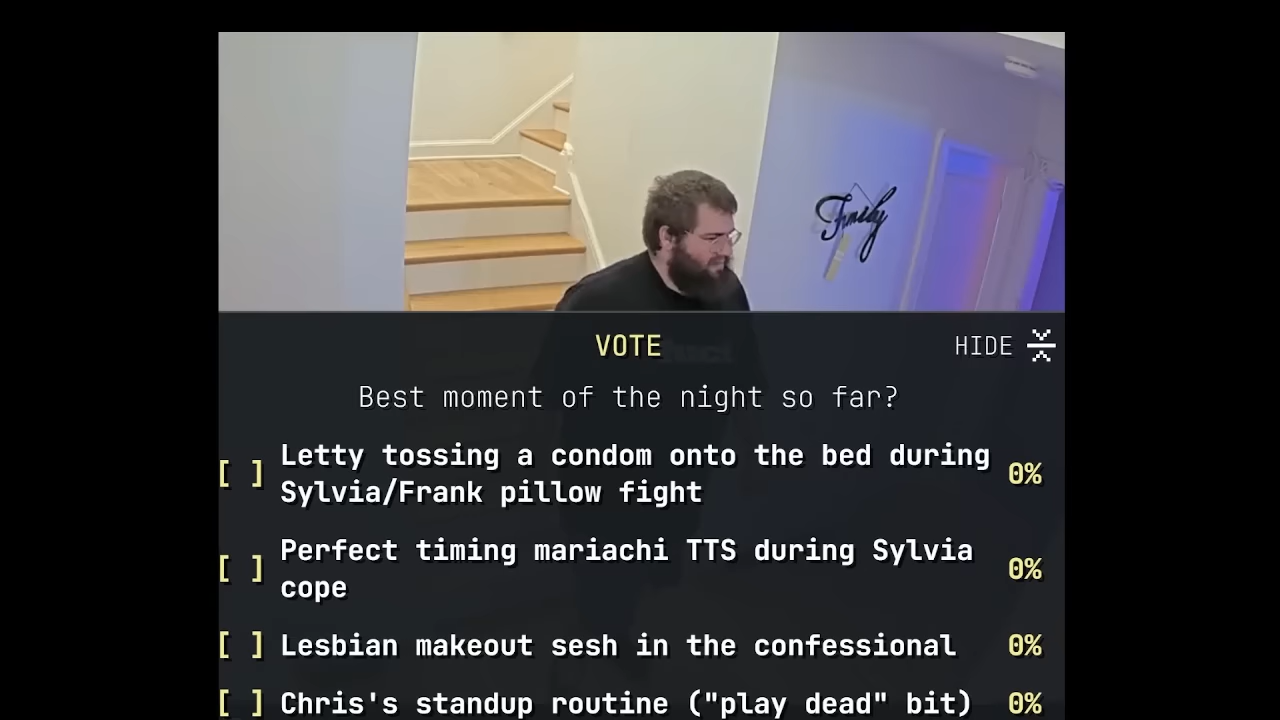 Family
VOTE
HIDE
Best moment of the night so far?
[ ] Letty tossing a condom onto the bed during 0%
Sylvia/Frank pillow fight
[ ] Perfect timing mariachi TTS during Sylvia 0%
cope
[ ] Lesbian makeout sesh in the confessional 0%
[ ] Chris's standup routine ("play dead" bit) 0%